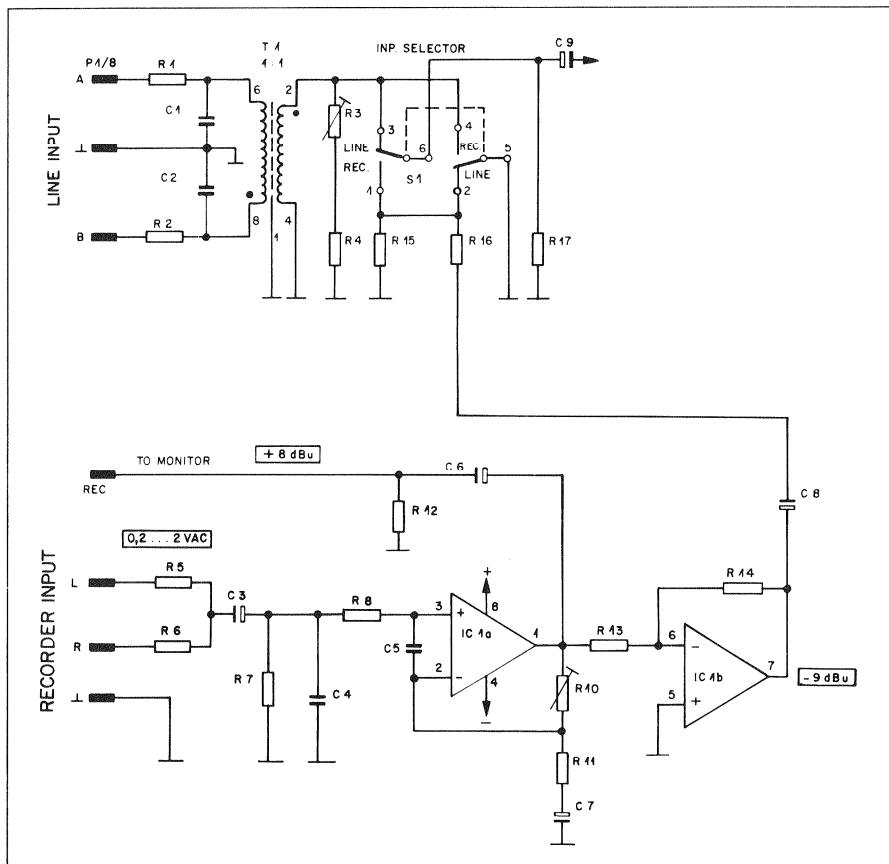 P1/8
T1
1:1
INP. SELECTOR
C9
A
R1
6
2
C1
R3
3
4
LINE
REC.
6
S1
REC.
LINE
5
⊥
C2
1
2
LINE INPUT
8
1
4
R4
R15
R16
R17
B
R2
TO MONITOR
+8 dBu
C6
REC
R12
C8
0,2 ... 2 VAC
RECORDER INPUT
L
R5
C3
R8
+
8
R14
3
+
IC 1a
1
R13
6
-
R
R6
C5
2
-
IC 1b
7
-9 dBu
R7
C4
4
-
R10
5
+
⊥
R11
C7